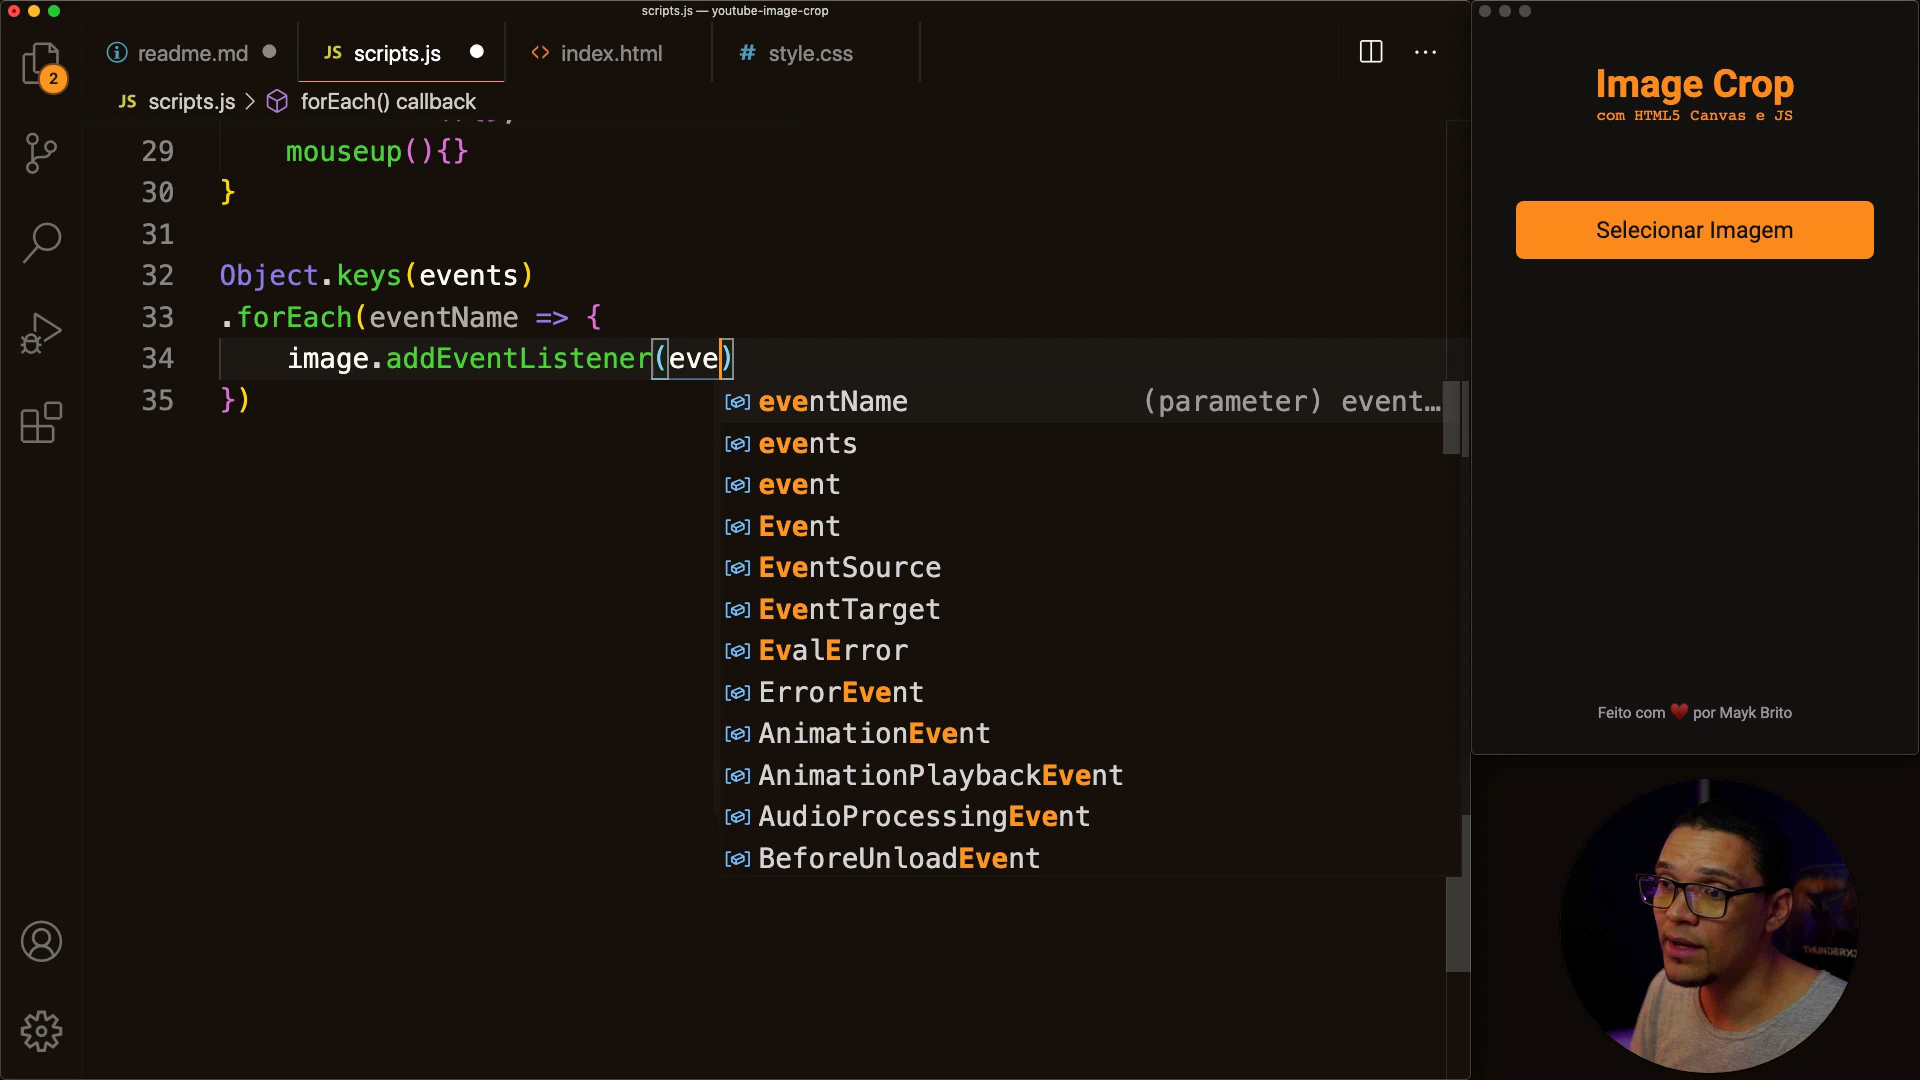 scripts.js — youtube-image-crop
readme.md
JS scripts.js
<> index.html
# style.css
2
JS scripts.js > forEach() callback
29 mouseup(){}
30 }
31
32 Object.keys(events)
33 .forEach(eventName => {
34 image.addEventListener(eve)
35 })
eventName (parameter) event…
events
event
Event
EventSource
EventTarget
EvalError
ErrorEvent
AnimationEvent
AnimationPlaybackEvent
AudioProcessingEvent
BeforeUnloadEvent
Image Crop
com HTML5 Canvas e JS
Selecionar Imagem
Feito com ❤️ por Mayk Brito